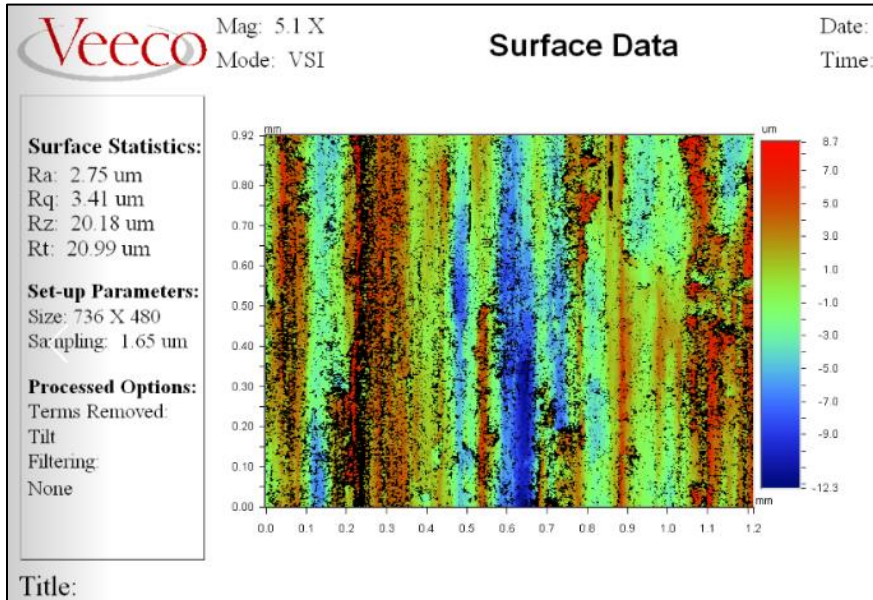 Veeco
Mag: 5.1 X
Mode: VSI
Surface Data
Date:
Time:
Surface Statistics:
Ra: 2.75 um
Rq: 3.41 um
Rz: 20.18 um
Rt: 20.99 um
Set-up Parameters:
Size: 736 X 480
Sampling: 1.65 um
Processed Options:
Terms Removed:
Tilt
Filtering:
None
mm
0.92
0.80
0.70
0.60
0.50
0.40
0.30
0.20
0.10
0.00
0.0 0.1 0.2 0.3 0.4 0.5 0.6 0.7 0.8 0.9 1.0 1.1 1.2
mm
um
8.7
7.0
5.0
3.0
1.0
-1.0
-3.0
-5.0
-7.0
-9.0
-12.3
Title: